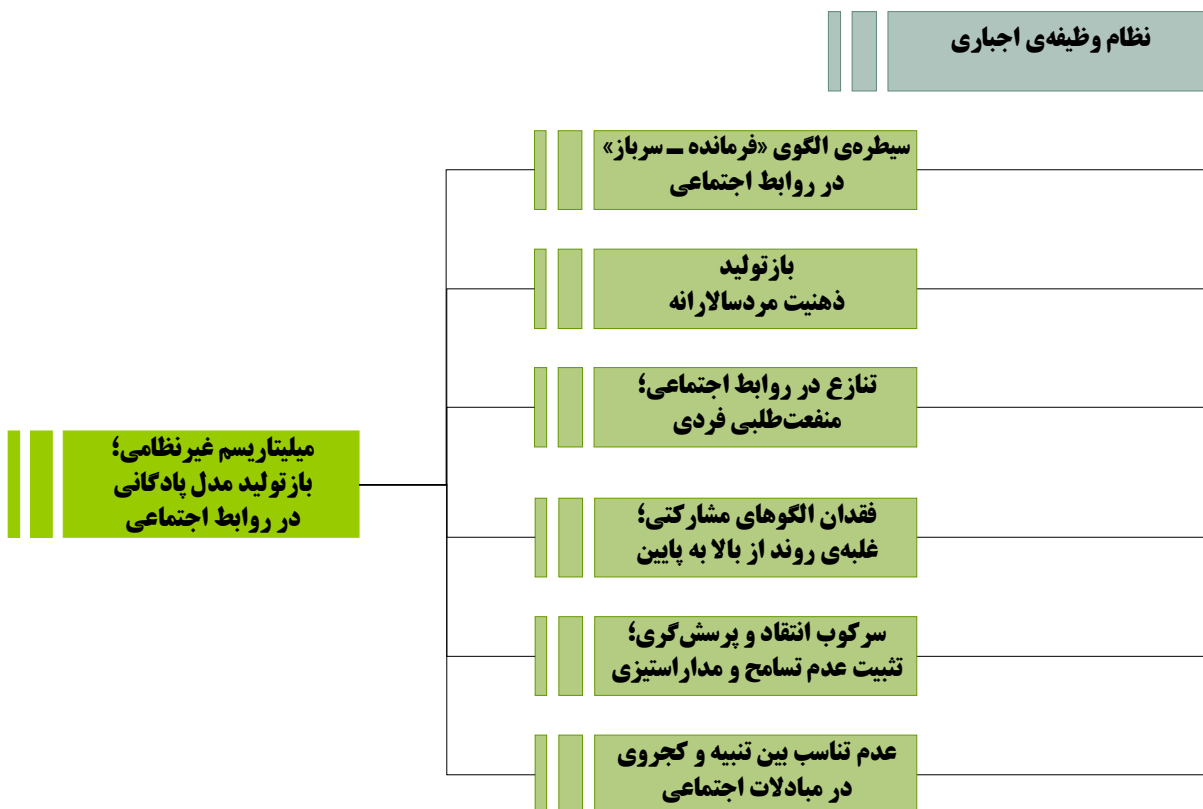 نظام وظیفه‌ی اجباری
سیطره‌ی الگوی «فرمانده ــ سرباز»
در روابط اجتماعی
بازتولید
ذهنیت مردسالارانه
تنازع در روابط اجتماعی؛
منفعت‌طلبی فردی
میلیتاریسم غیرنظامی؛
بازتولید مدل پادگانی
در روابط اجتماعی
فقدان الگوهای مشارکتی؛
غلبه‌ی روند از بالا به پایین
سرکوب انتقاد و پرسش‌گری؛
تثبیت عدم تسامح و مداراستیزی
عدم تناسب بین تنبیه و کجروی
در مبادلات اجتماعی